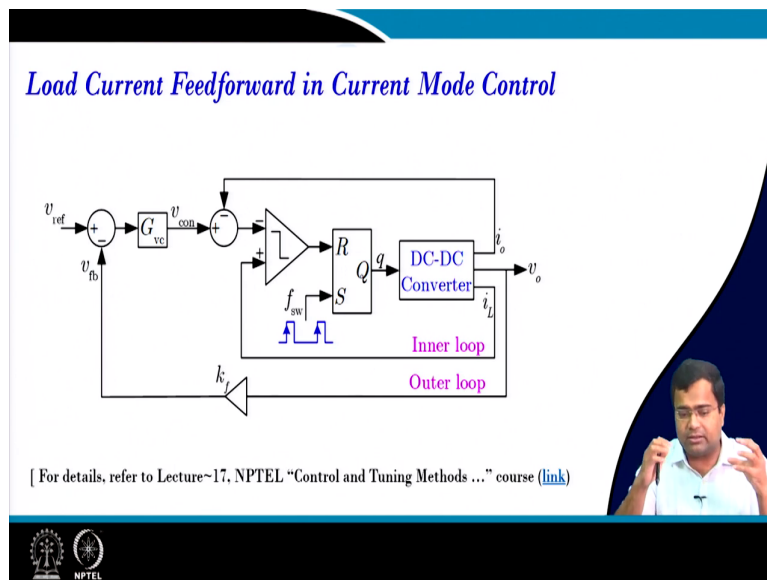 Load Current Feedforward in Current Mode Control
v_ref
+
−
v_fb
G_vc
v_con
+
−
−
+
R
Q
S
f_sw
q
DC-DC
Converter
i_o
v_o
i_L
Inner loop
Outer loop
k_f
[ For details, refer to Lecture~17, NPTEL “Control and Tuning Methods …” course (link)
NPTEL